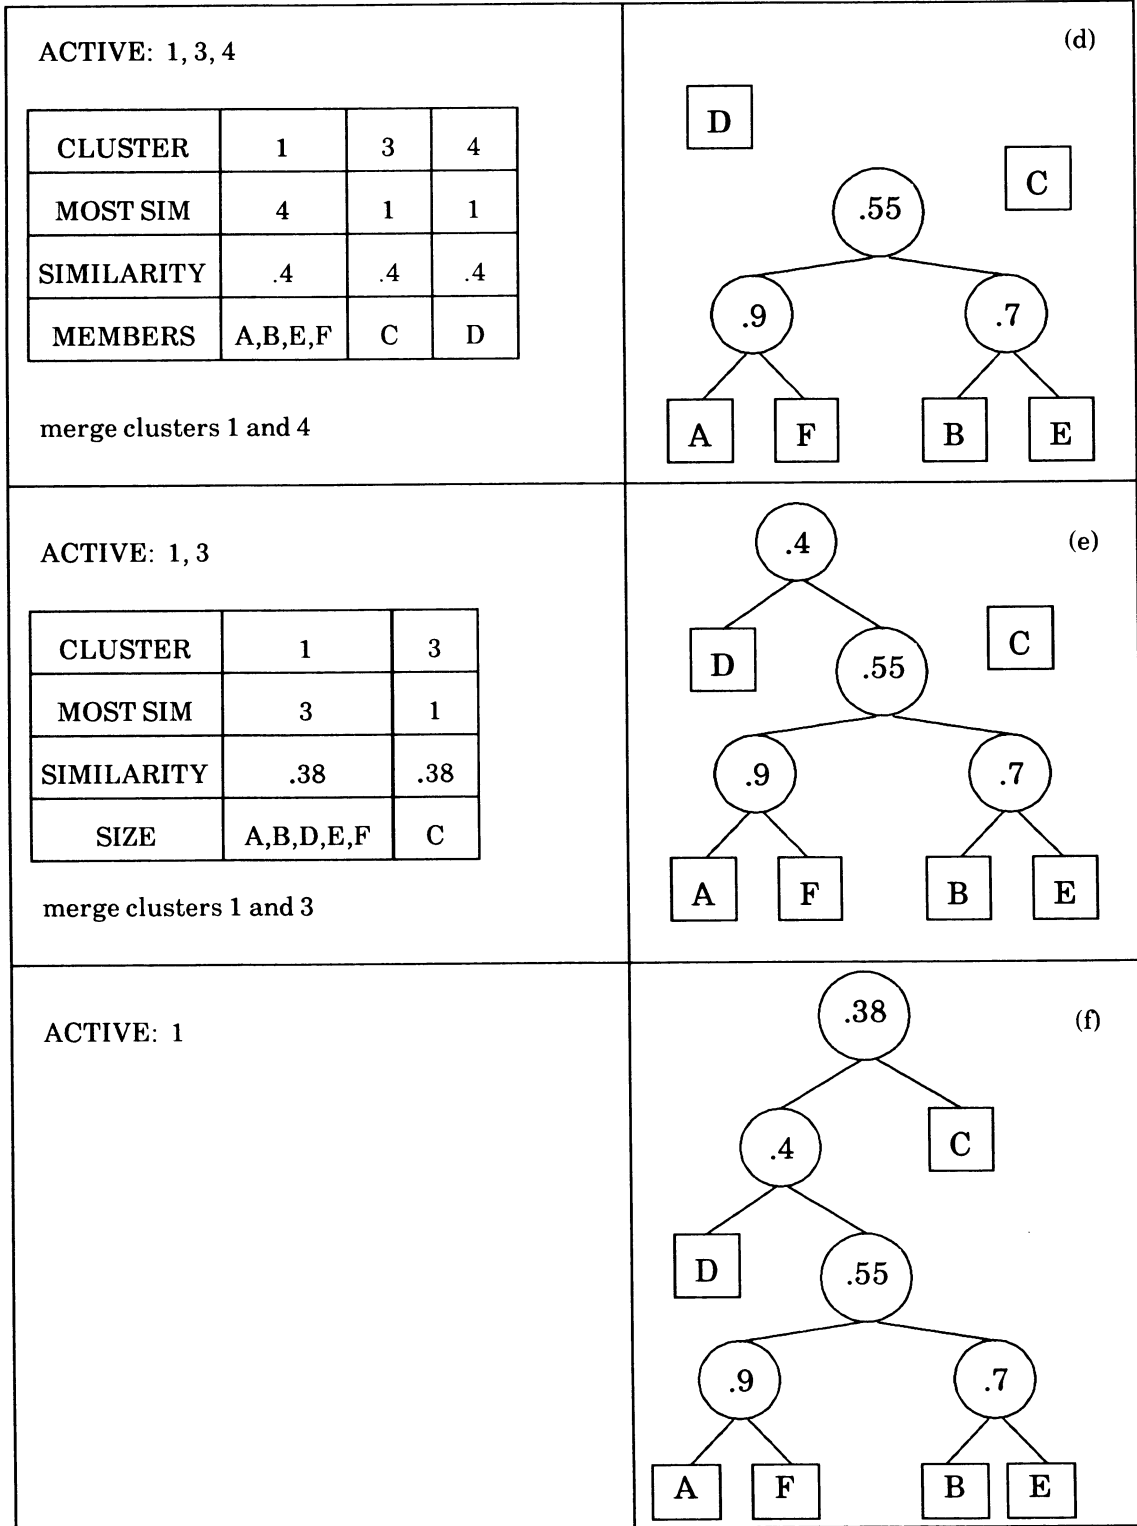 ACTIVE: 1, 3, 4
CLUSTER 1 3 4
MOST SIM 4 1 1
SIMILARITY .4 .4 .4
MEMBERS A,B,E,F C D
merge clusters 1 and 4
(d)
D
C
.55
.9 .7
A F B E
ACTIVE: 1, 3
CLUSTER 1 3
MOST SIM 3 1
SIMILARITY .38 .38
SIZE A,B,D,E,F C
merge clusters 1 and 3
(e)
.4
D .55 C
.9 .7
A F B E
ACTIVE: 1
(f)
.38
.4 C
D .55
.9 .7
A F B E